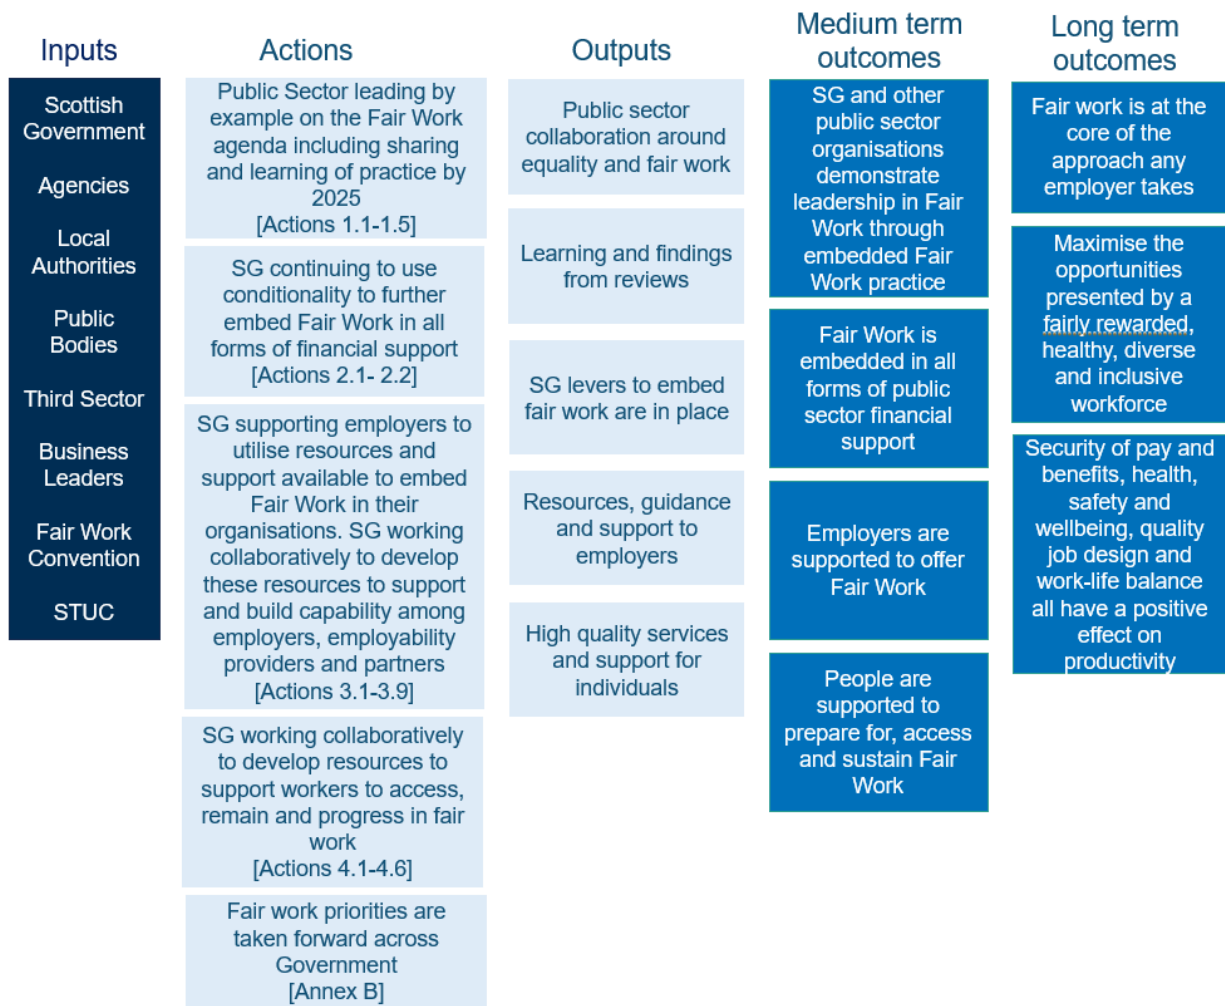 Inputs
Scottish
Government
Agencies
Local
Authorities
Public
Bodies
Third Sector
Business
Leaders
Fair Work
Convention
STUC
Actions
Public Sector leading by
example on the Fair Work
agenda including sharing
and learning of practice by
2025
[Actions 1.1-1.5]
SG continuing to use
conditionality to further
embed Fair Work in all
forms of financial support
[Actions 2.1- 2.2]
SG supporting employers to
utilise resources and
support available to embed
Fair Work in their
organisations. SG working
collaboratively to develop
these resources to support
and build capability among
employers, employability
providers and partners
[Actions 3.1-3.9]
SG working collaboratively
to develop resources to
support workers to access,
remain and progress in fair
work
[Actions 4.1-4.6]
Fair work priorities are
taken forward across
Government
[Annex B]
Outputs
Public sector
collaboration around
equality and fair work
Learning and findings
from reviews
SG levers to embed
fair work are in place
Resources, guidance
and support to
employers
High quality services
and support for
individuals
Medium term
outcomes
SG and other
public sector
organisations
demonstrate
leadership in Fair
Work through
embedded Fair
Work practice
Fair Work is
embedded in all
forms of public
sector financial
support
Employers are
supported to offer
Fair Work
People are
supported to
prepare for, access
and sustain Fair
Work
Long term
outcomes
Fair work is at the
core of the
approach any
employer takes
Maximise the
opportunities
presented by a
fairly rewarded,
healthy, diverse
and inclusive
workforce
Security of pay and
benefits, health,
safety and
wellbeing, quality
job design and
work-life balance
all have a positive
effect on
productivity